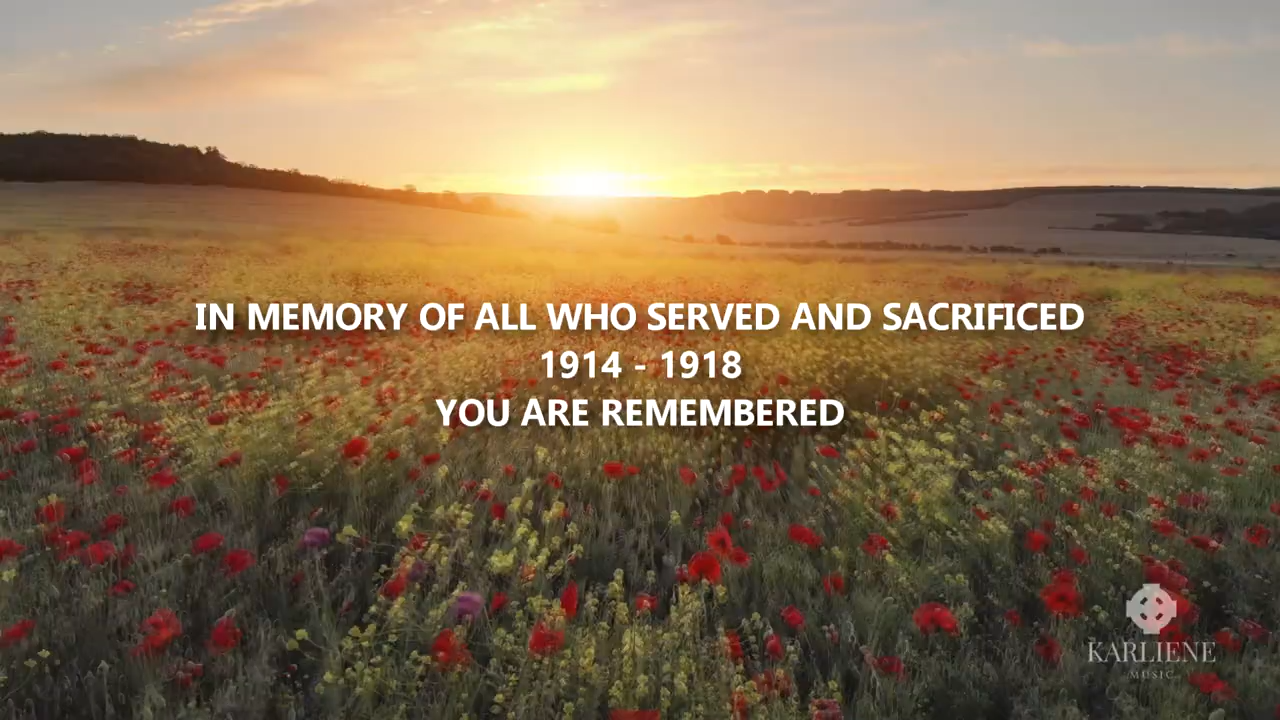 IN MEMORY OF ALL WHO SERVED AND SACRIFICED
1914 - 1918
YOU ARE REMEMBERED
KARLIENE
MUSIC